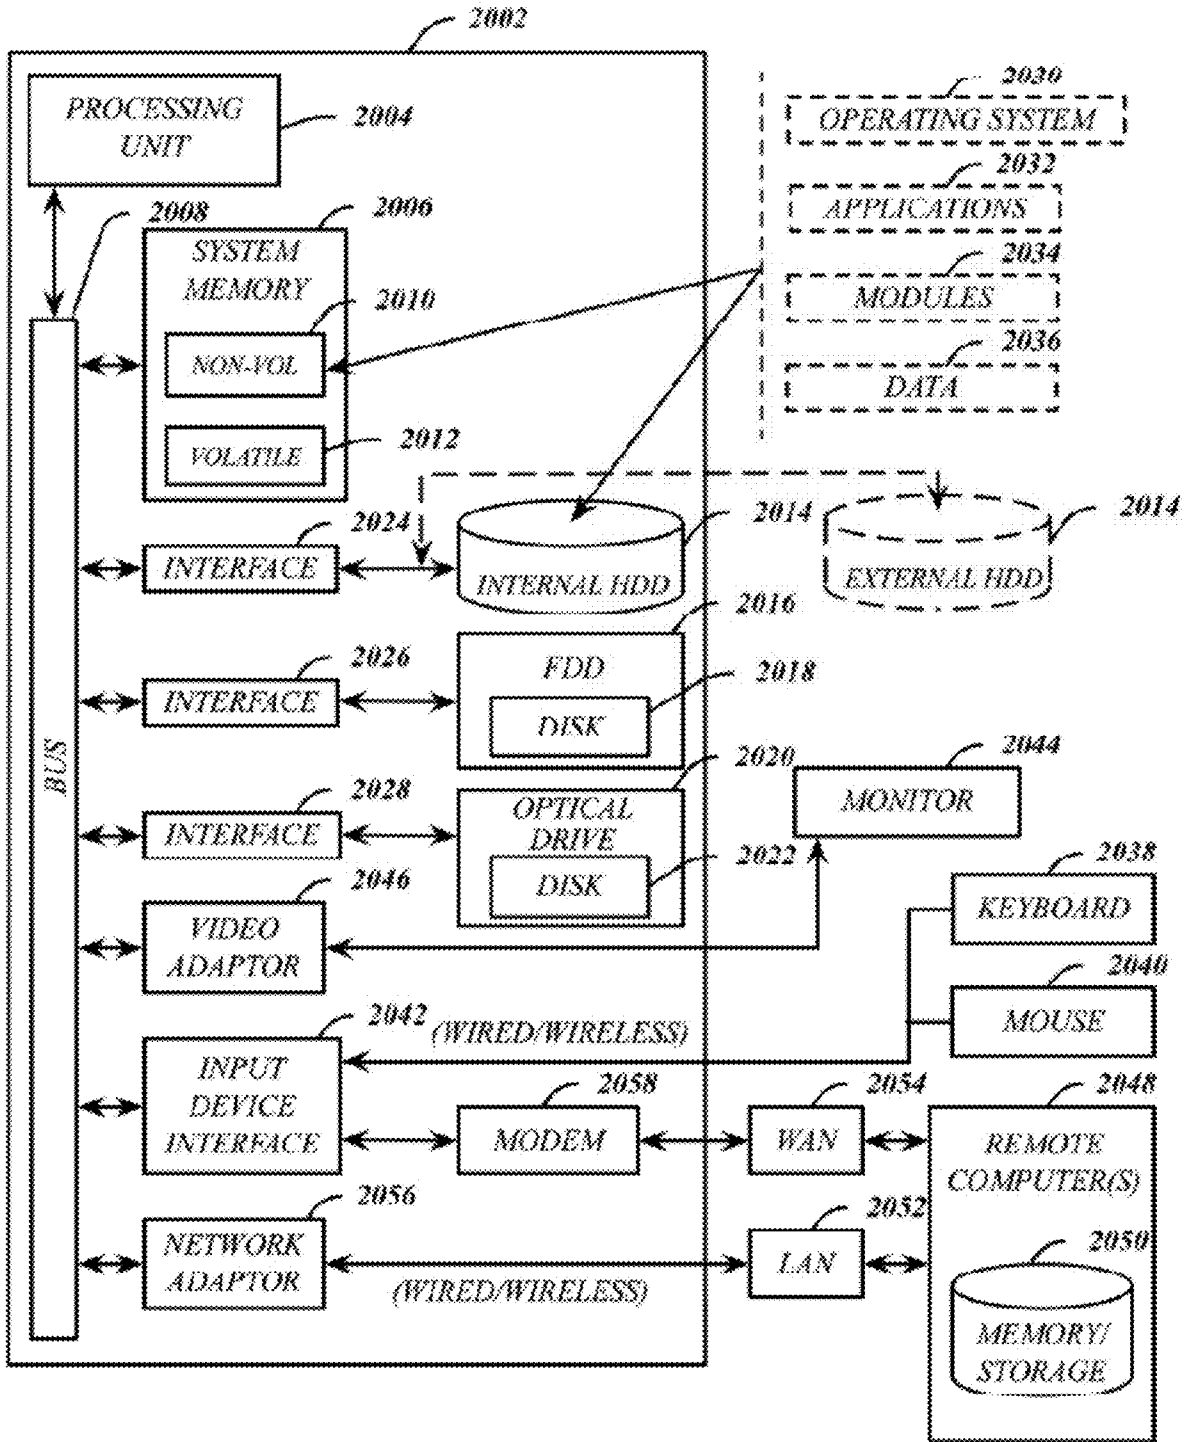 2002
PROCESSING
UNIT
2004
2030
OPERATING SYSTEM
2032
APPLICATIONS
2034
MODULES
2036
DATA
2008
2006
SYSTEM
MEMORY
2010
NON-VOL
2012
VOLATILE
2024
INTERFACE
2014
INTERNAL HDD
2014
EXTERNAL HDD
2016
FDD
2026
INTERFACE
2018
DISK
BUS
2020
OPTICAL
DRIVE
2028
INTERFACE
2022
DISK
2044
MONITOR
2046
VIDEO
ADAPTOR
2038
KEYBOARD
2040
MOUSE
2042
(WIRED/WIRELESS)
INPUT
DEVICE
INTERFACE
2058
MODEM
2054
WAN
2048
REMOTE
COMPUTER(S)
2056
NETWORK
ADAPTOR
(WIRED/WIRELESS)
2052
LAN
2050
MEMORY/
STORAGE